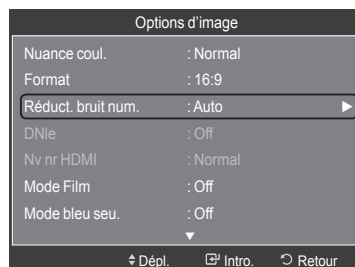 Options d'image
Nuance coul. : Normal
Format : 16:9
Réduct. bruit num. : Auto
DNIe : Off
Nv nr HDMI : Normal
Mode Film : Off
Mode bleu seu. : Off
Dépl. Intro. Retour